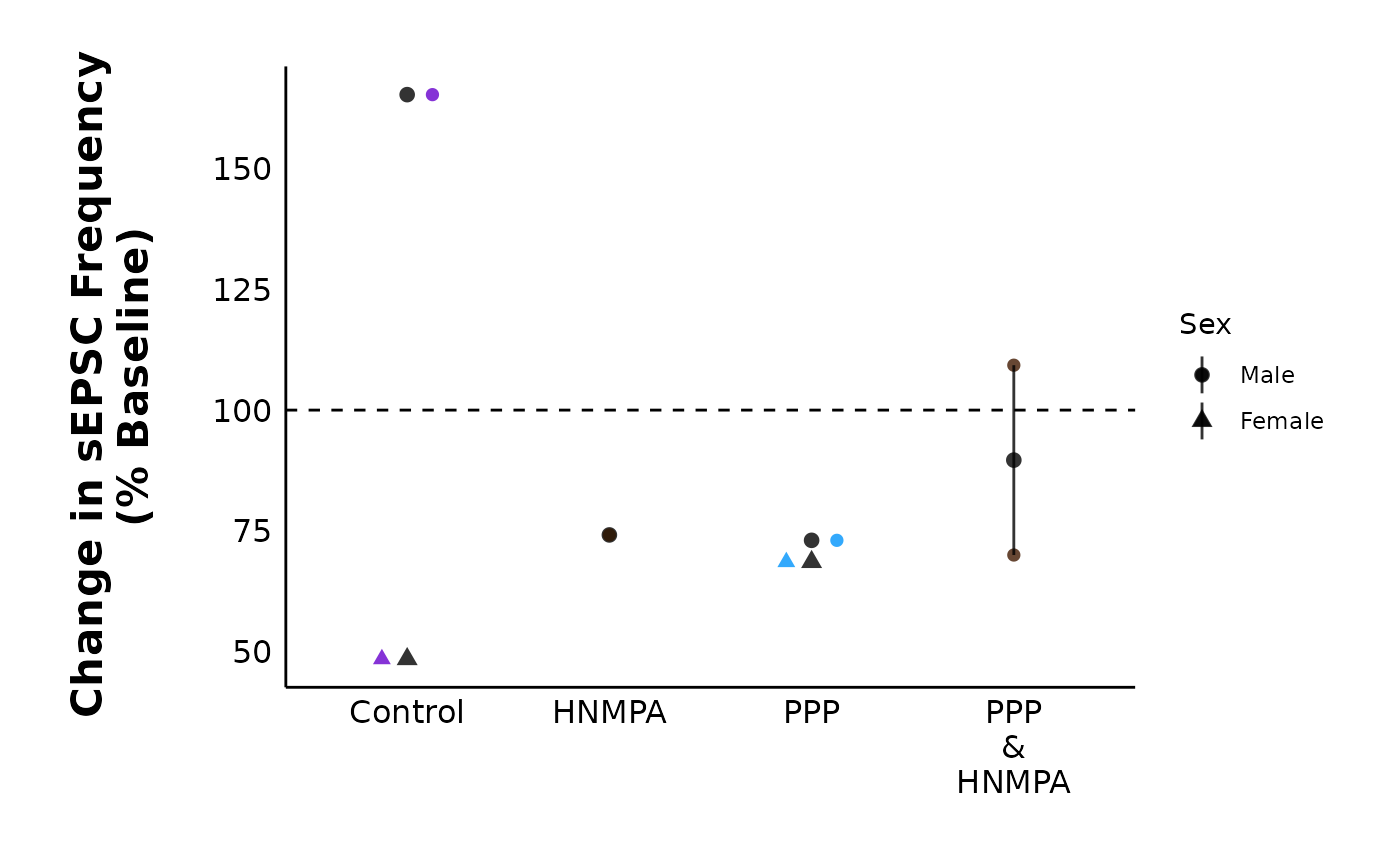 Change in sEPSC Frequency
(% Baseline)
150
125
100
75
50
Control
HNMPA
PPP
PPP
&
HNMPA
Sex
Male
Female